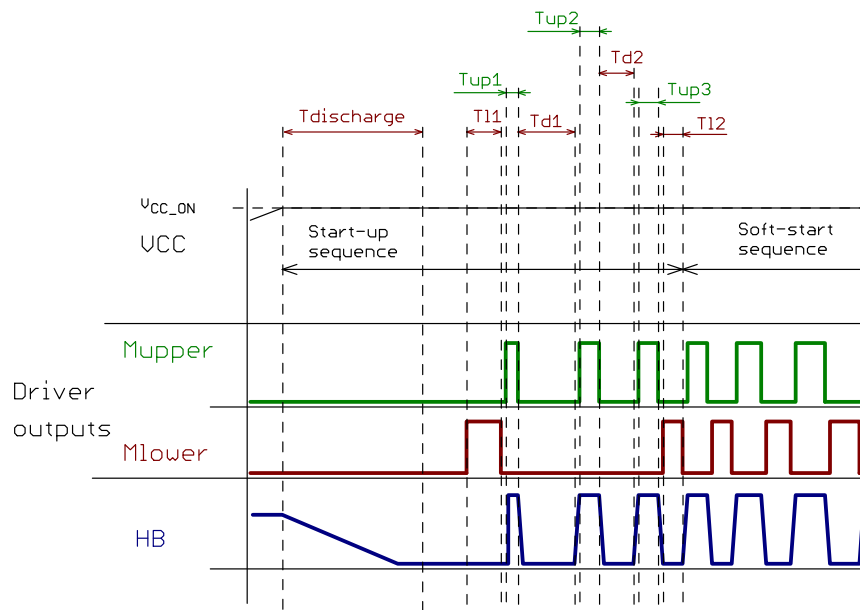 Tup2
Td2
Tup1
Tup3
Tdischarge
Tl1
Td1
Tl2
VCC_ON
VCC
Start-up
sequence
Soft-start
sequence
Mupper
Driver
outputs
Mlower
HB